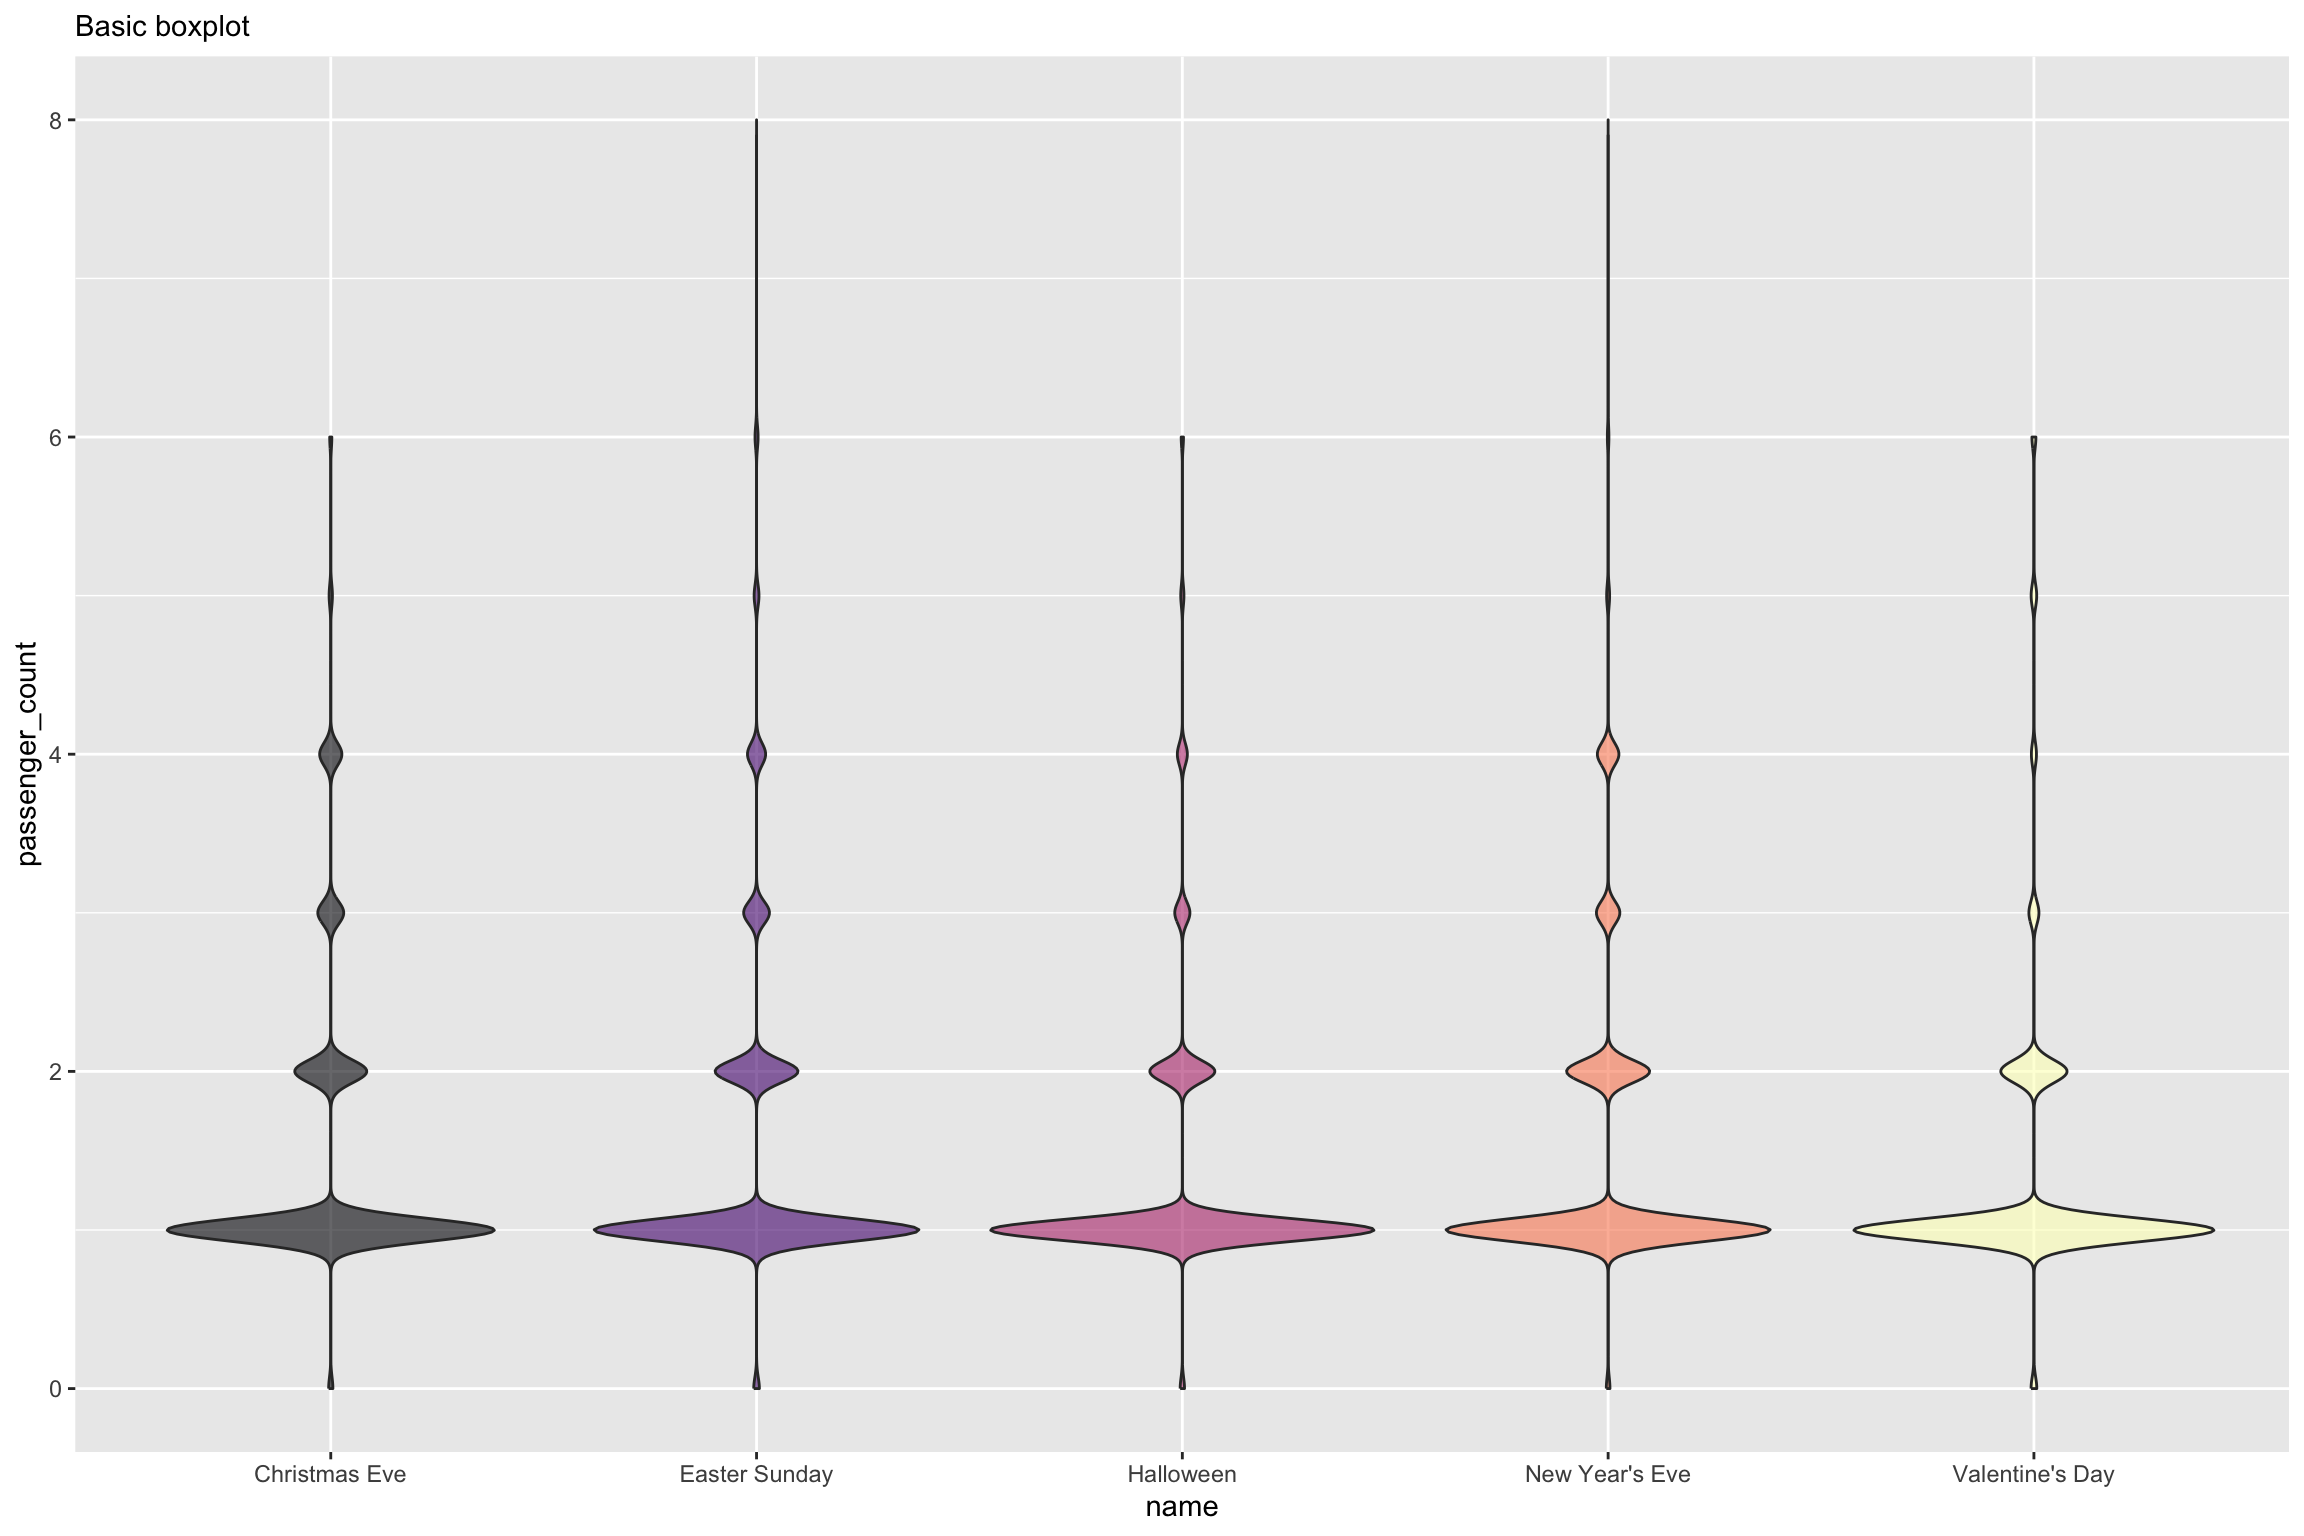 Basic boxplot
8
6
4
2
0
passenger_count
Christmas Eve
Easter Sunday
Halloween
New Year's Eve
Valentine's Day
name